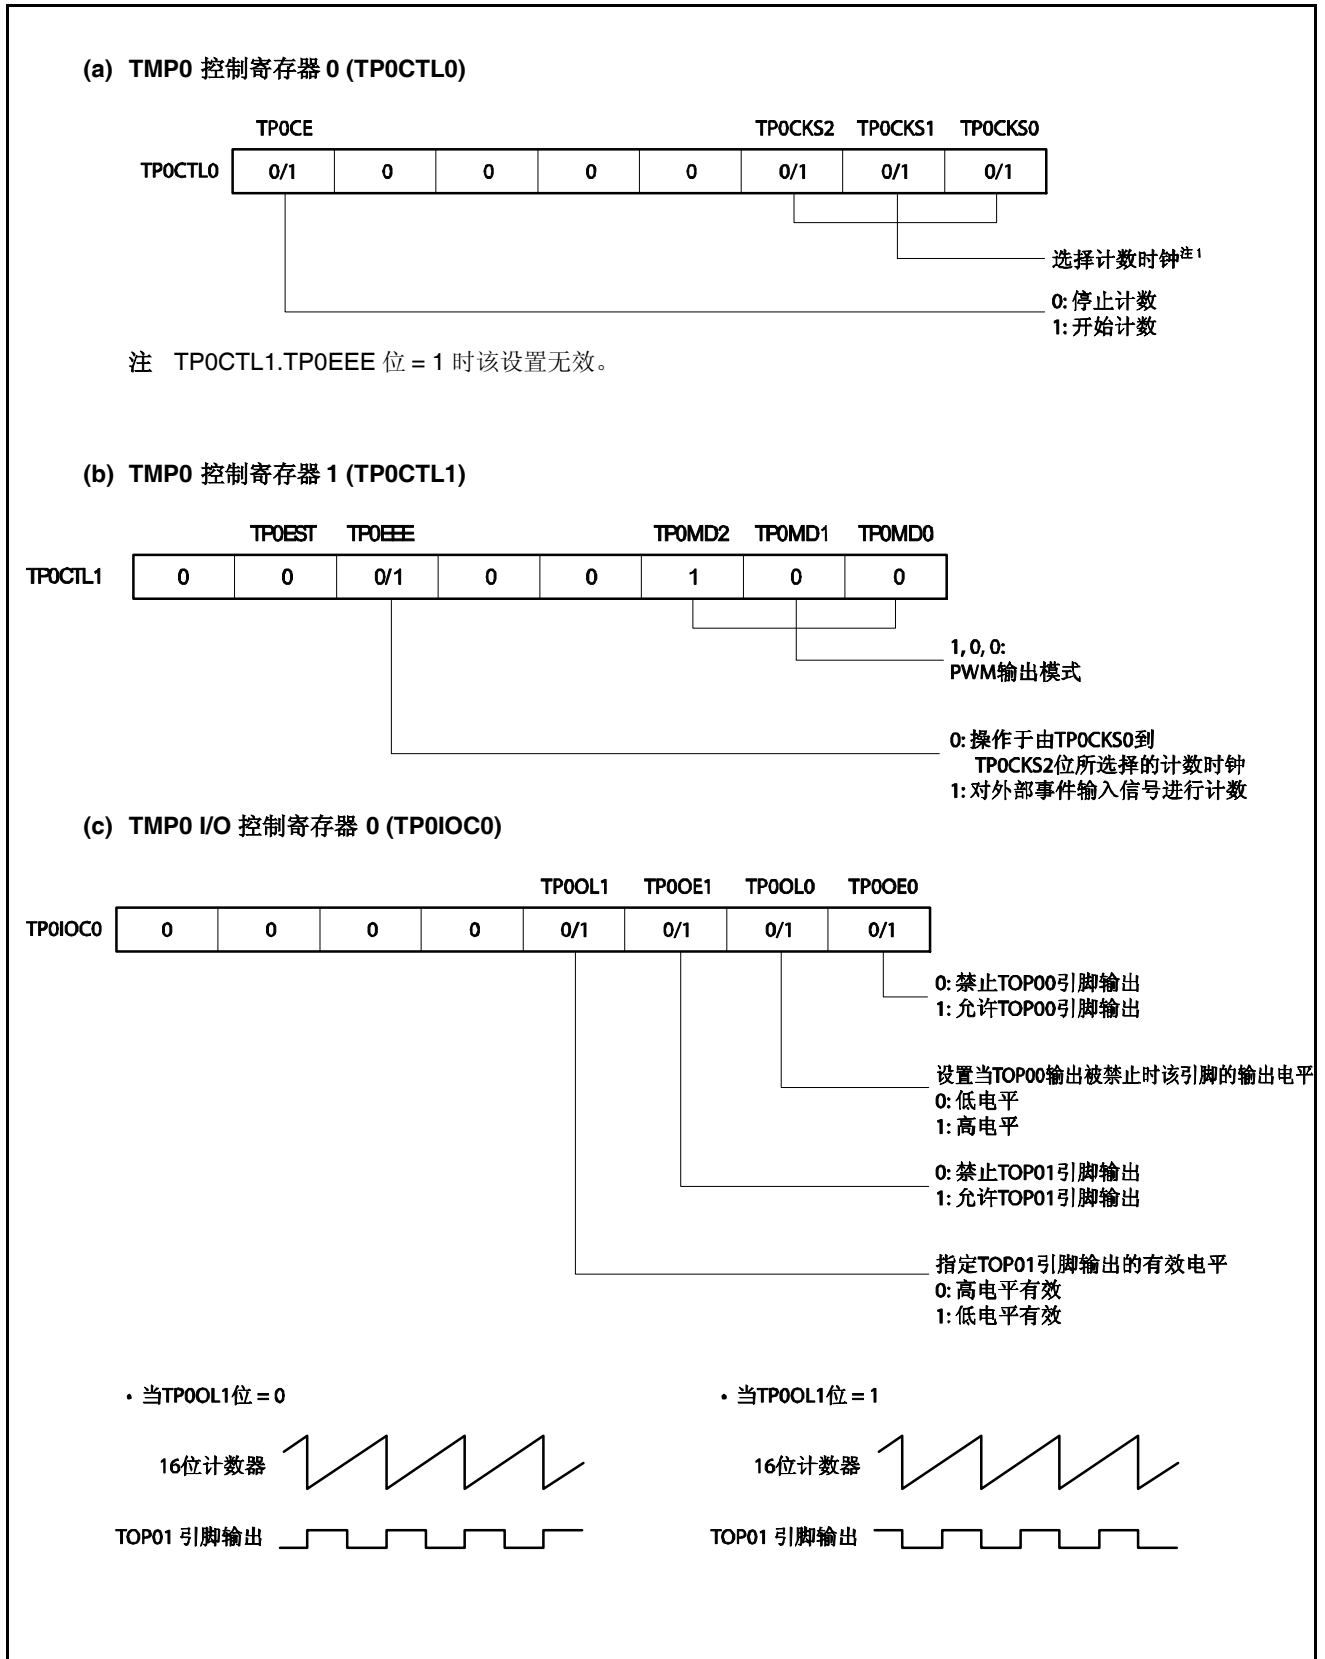 (a) TMP0 控制寄存器 0 (TP0CTL0)
TP0CE TP0CKS2 TP0CKS1 TP0CKS0
TP0CTL0 0/1 0 0 0 0 0/1 0/1 0/1
选择计数时钟注 1
0: 停止计数
1: 开始计数
注 TP0CTL1.TP0EEE 位 = 1 时该设置无效。
(b) TMP0 控制寄存器 1 (TP0CTL1)
TP0EST TP0EEE TP0MD2 TP0MD1 TP0MD0
TP0CTL1 0 0 0/1 0 0 1 0 0
1, 0, 0:
PWM输出模式
0: 操作于由TP0CKS0到
TP0CKS2位所选择的计数时钟
1: 对外部事件输入信号进行计数
(c) TMP0 I/O 控制寄存器 0 (TP0IOC0)
TP0OL1 TP0OE1 TP0OL0 TP0OE0
TP0IOC0 0 0 0 0 0/1 0/1 0/1 0/1
0: 禁止TOP00引脚输出
1: 允许TOP00引脚输出
设置当TOP00输出被禁止时该引脚的输出电平
0: 低电平
1: 高电平
0: 禁止TOP01引脚输出
1: 允许TOP01引脚输出
指定TOP01引脚输出的有效电平
0: 高电平有效
1: 低电平有效
• 当TP0OL1位 = 0 • 当TP0OL1位 = 1
16位计数器 16位计数器
TOP01 引脚输出 TOP01 引脚输出